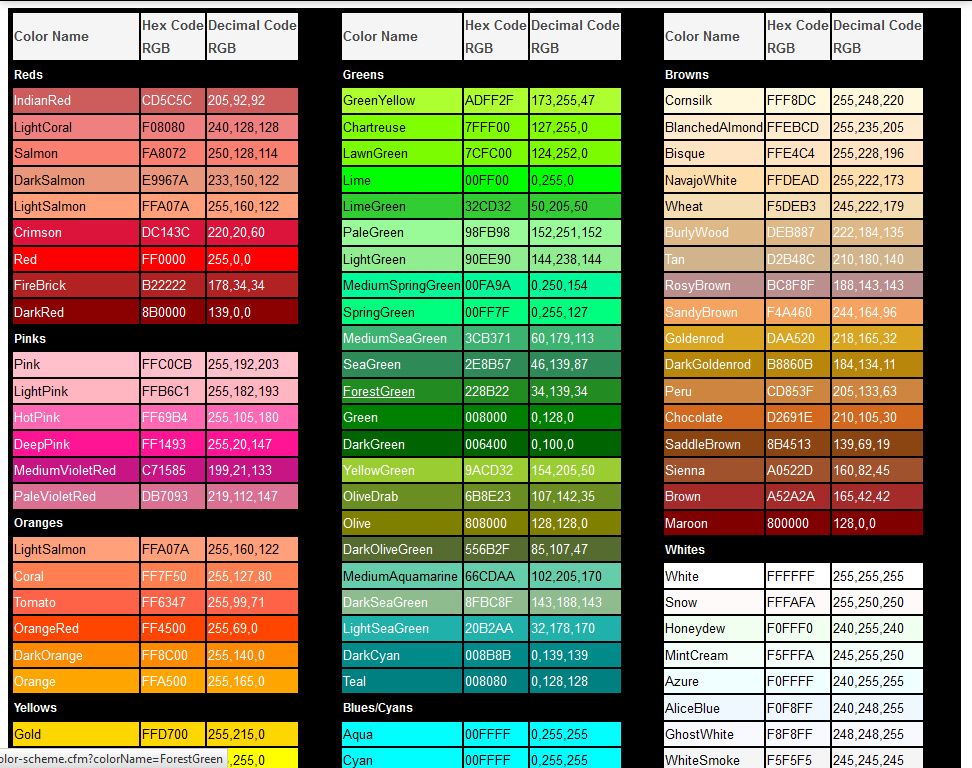 Color Name Hex Code RGB Decimal Code RGB
Reds
IndianRed CD5C5C 205,92,92
LightCoral F08080 240,128,128
Salmon FA8072 250,128,114
DarkSalmon E9967A 233,150,122
LightSalmon FFA07A 255,160,122
Crimson DC143C 220,20,60
Red FF0000 255,0,0
FireBrick B22222 178,34,34
DarkRed 8B0000 139,0,0
Pinks
Pink FFC0CB 255,192,203
LightPink FFB6C1 255,182,193
HotPink FF69B4 255,105,180
DeepPink FF1493 255,20,147
MediumVioletRed C71585 199,21,133
PaleVioletRed DB7093 219,112,147
Oranges
LightSalmon FFA07A 255,160,122
Coral FF7F50 255,127,80
Tomato FF6347 255,99,71
OrangeRed FF4500 255,69,0
DarkOrange FF8C00 255,140,0
Orange FFA500 255,165,0
Yellows
Gold FFD700 255,215,0
olor-scheme.cfm?colorName=ForestGreen ,255,0
Color Name Hex Code RGB Decimal Code RGB
Greens
GreenYellow ADFF2F 173,255,47
Chartreuse 7FFF00 127,255,0
LawnGreen 7CFC00 124,252,0
Lime 00FF00 0,255,0
LimeGreen 32CD32 50,205,50
PaleGreen 98FB98 152,251,152
LightGreen 90EE90 144,238,144
MediumSpringGreen 00FA9A 0,250,154
SpringGreen 00FF7F 0,255,127
MediumSeaGreen 3CB371 60,179,113
SeaGreen 2E8B57 46,139,87
ForestGreen 228B22 34,139,34
Green 008000 0,128,0
DarkGreen 006400 0,100,0
YellowGreen 9ACD32 154,205,50
OliveDrab 6B8E23 107,142,35
Olive 808000 128,128,0
DarkOliveGreen 556B2F 85,107,47
MediumAquamarine 66CDAA 102,205,170
DarkSeaGreen 8FBC8F 143,188,143
LightSeaGreen 20B2AA 32,178,170
DarkCyan 008B8B 0,139,139
Teal 008080 0,128,128
Blues/Cyans
Aqua 00FFFF 0,255,255
Cyan 00FFFF 0,255,255
Color Name Hex Code RGB Decimal Code RGB
Browns
Cornsilk FFF8DC 255,248,220
BlanchedAlmond FFEBCD 255,235,205
Bisque FFE4C4 255,228,196
NavajoWhite FFDEAD 255,222,173
Wheat F5DEB3 245,222,179
BurlyWood DEB887 222,184,135
Tan D2B48C 210,180,140
RosyBrown BC8F8F 188,143,143
SandyBrown F4A460 244,164,96
Goldenrod DAA520 218,165,32
DarkGoldenrod B8860B 184,134,11
Peru CD853F 205,133,63
Chocolate D2691E 210,105,30
SaddleBrown 8B4513 139,69,19
Sienna A0522D 160,82,45
Brown A52A2A 165,42,42
Maroon 800000 128,0,0
Whites
White FFFFFF 255,255,255
Snow FFFAFA 255,250,250
Honeydew F0FFF0 240,255,240
MintCream F5FFFA 245,255,250
Azure F0FFFF 240,255,255
AliceBlue F0F8FF 240,248,255
GhostWhite F8F8FF 248,248,255
WhiteSmoke F5F5F5 245,245,245